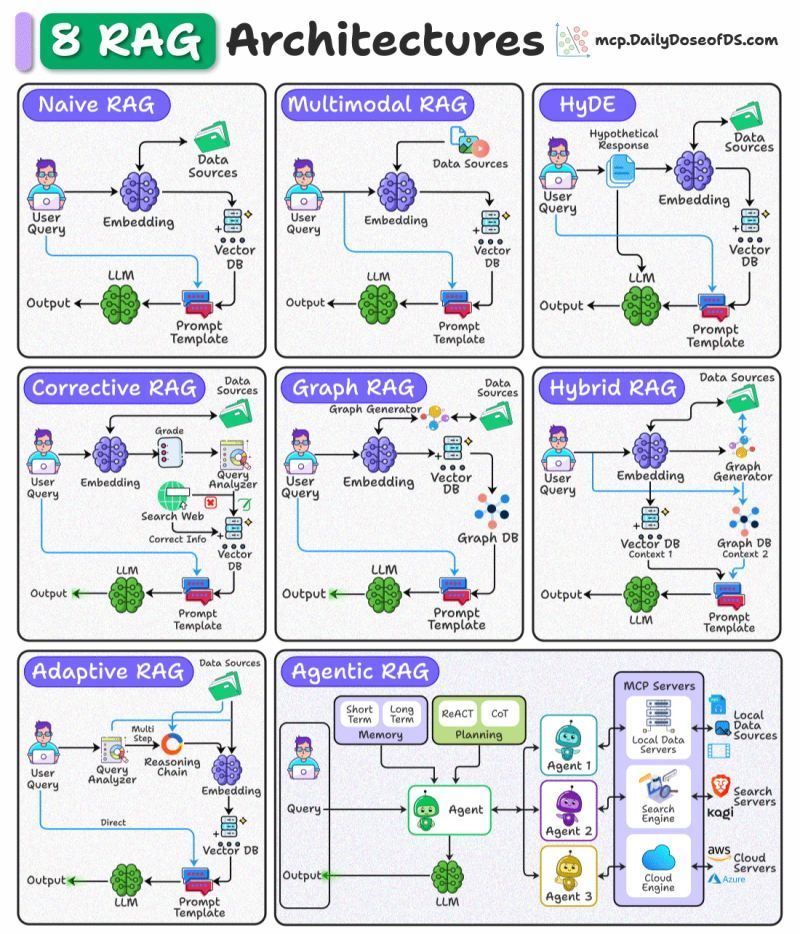 8 RAG Architectures
mcp.DailyDoseofDS.com
Naive RAG
Data
Sources
User
Query
Embedding
Vector
DB
LLM
Output
Prompt
Template
Multimodal RAG
Data Sources
User
Query
Embedding
Vector
DB
LLM
Output
Prompt
Template
HyDE
Hypothetical
Response
Data
Sources
User
Query
Embedding
Vector
DB
LLM
Output
Prompt
Template
Corrective RAG
Data
Sources
Grade
User
Query
Embedding
Query
Analyzer
Search Web
Correct Info
Vector
DB
LLM
Output
Prompt
Template
Graph RAG
Graph Generator
Data
Sources
User
Query
Embedding
Vector
DB
Graph DB
LLM
Output
Prompt
Template
Hybrid RAG
Data Sources
User
Query
Embedding
Graph
Generator
Vector DB
Context 1
Graph DB
Context 2
Output
LLM
Prompt
Template
Adaptive RAG
Data Sources
Multi
Step
User
Query
Query
Analyzer
Reasoning
Chain
Embedding
Direct
Vector DB
Output
LLM
Prompt
Template
Agentic RAG
Short
Term
Long
Term
Memory
ReACT
CoT
Planning
MCP Servers
Query
Agent
Output
LLM
Agent 1
Agent 2
Agent 3
Local Data
Servers
Search
Engine
Cloud
Engine
Local
Data
Sources
Search
Servers
kagi
aws
Cloud
Servers
Azure